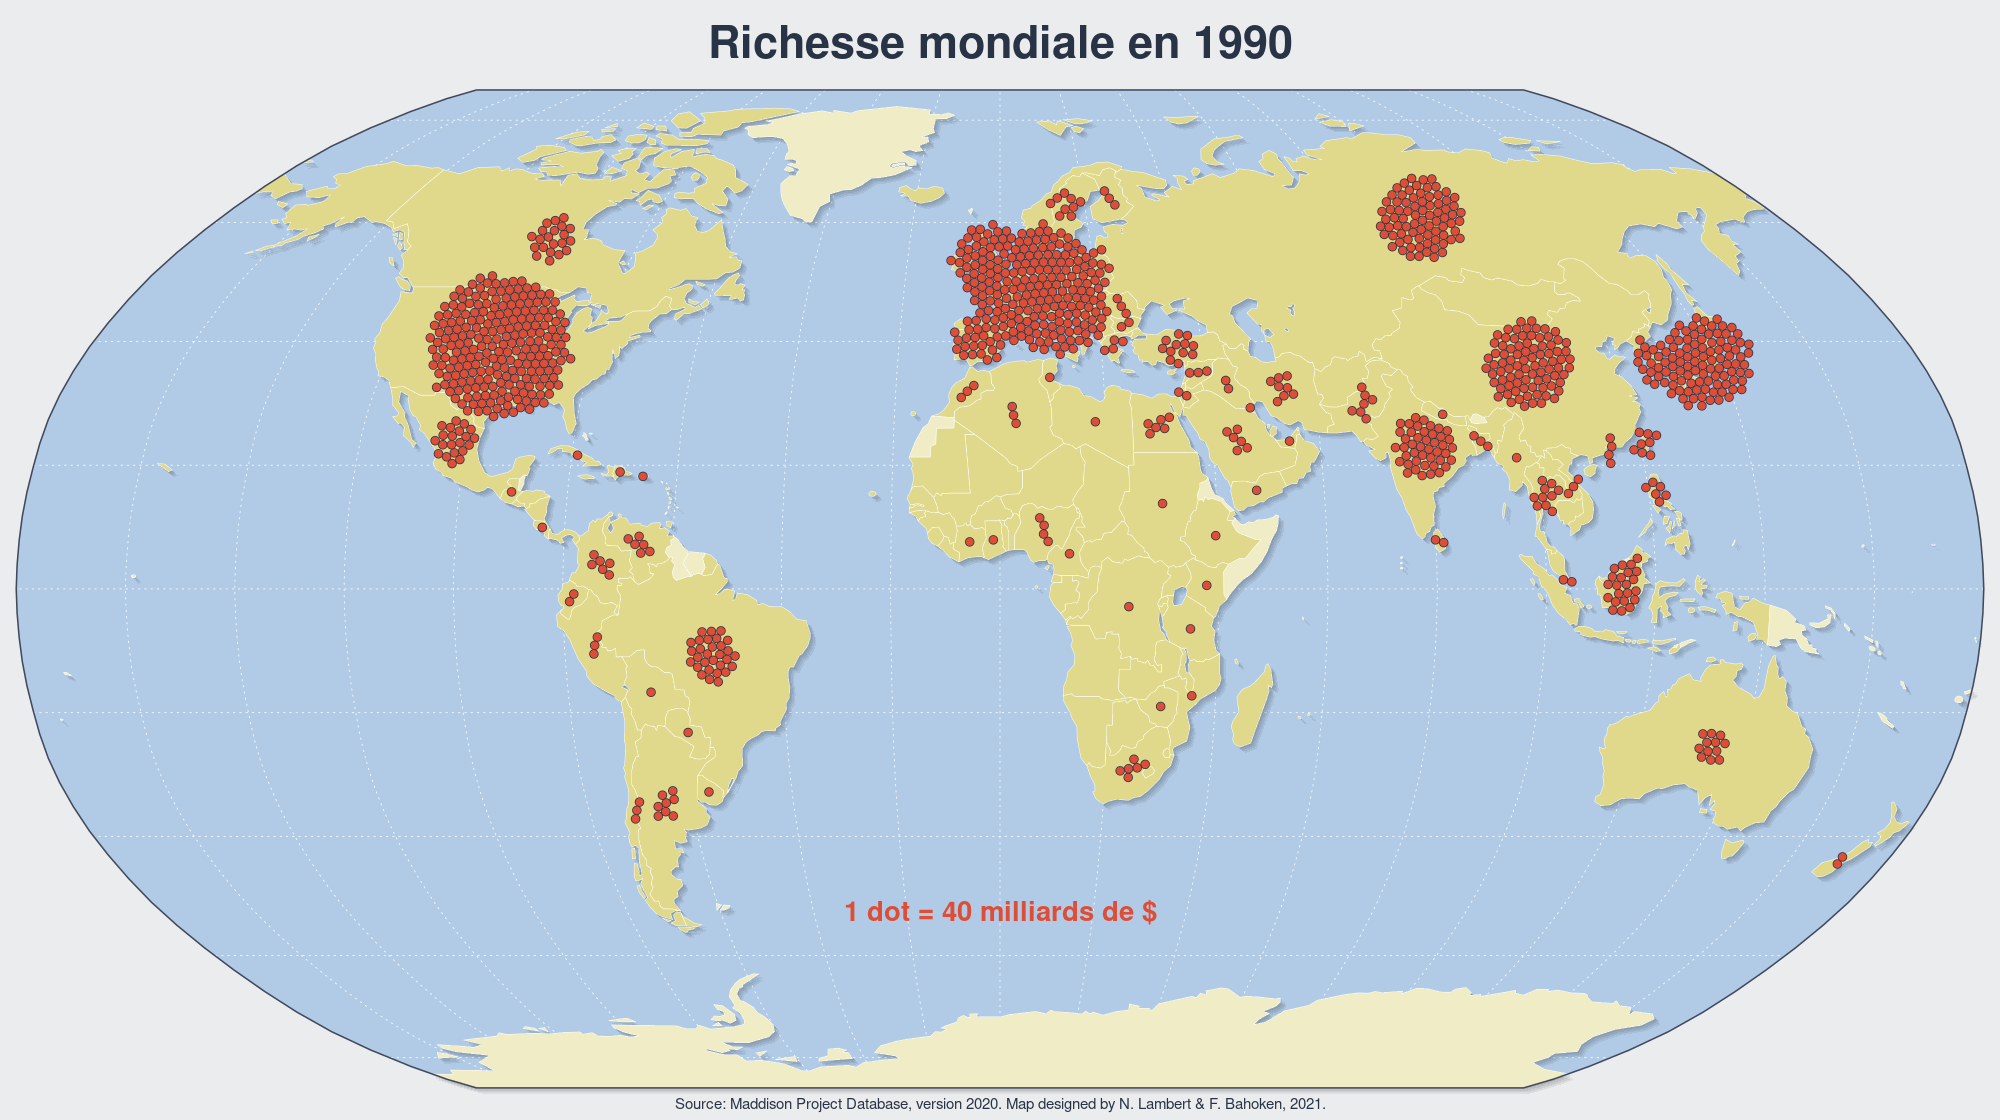 Richesse mondiale en 1990
1 dot = 40 milliards de $
Source: Maddison Project Database, version 2020. Map designed by N. Lambert & F. Bahoken, 2021.